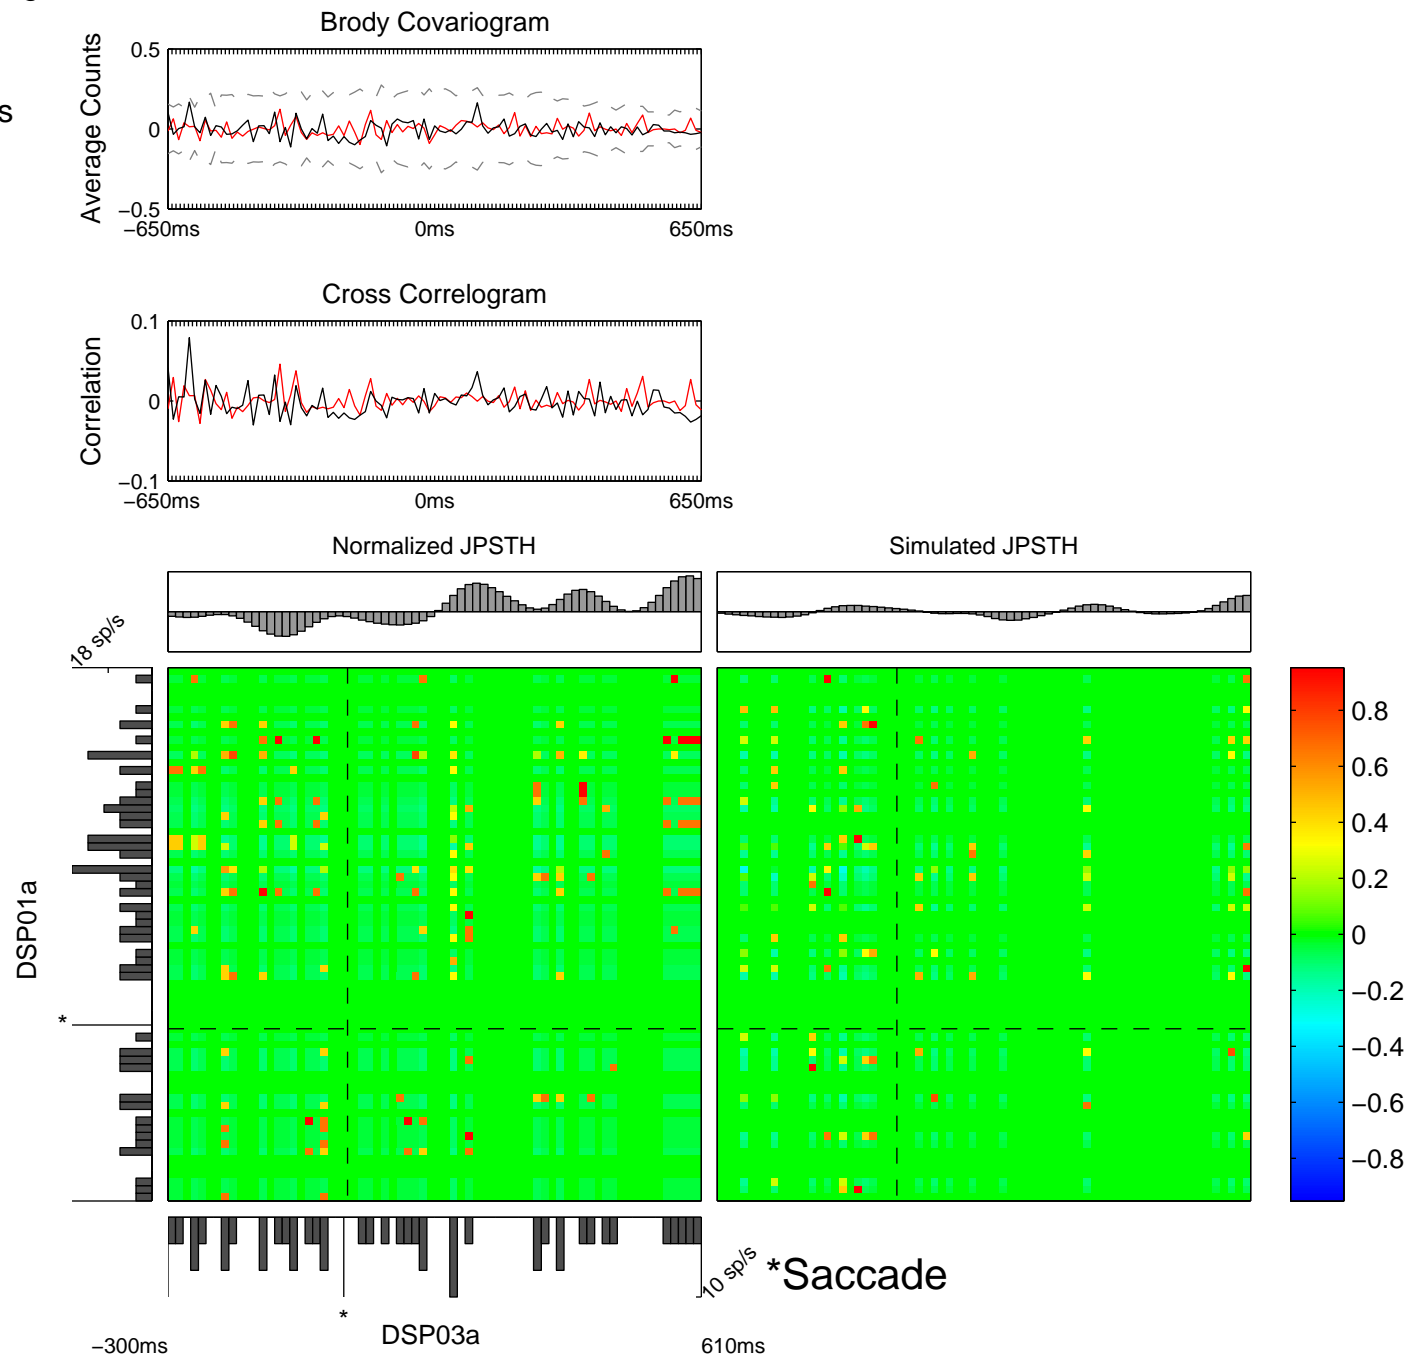 Brody Covariogram
Average Counts
0.5
0
−0.5
−650ms
0ms
650ms
s
Cross Correlogram
Correlation
0.1
0
−0.1
−650ms
0ms
650ms
Normalized JPSTH
Simulated JPSTH
18 sp/s
DSP01a
*
0.8
0.6
0.4
0.2
0
−0.2
−0.4
−0.6
−0.8
10 sp/s
*Saccade
*
DSP03a
−300ms
610ms